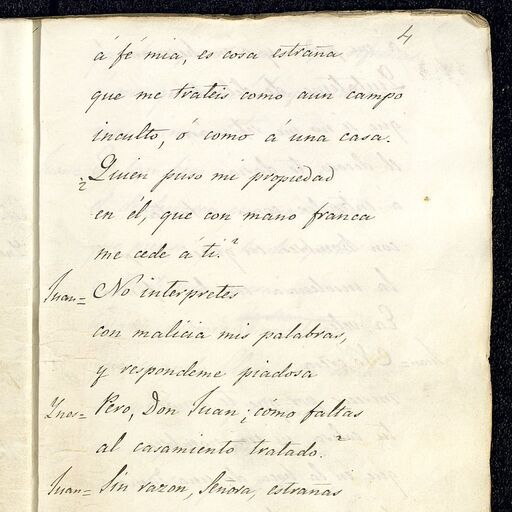 4
á fé mia, es cosa estraña
que me trateis como aun campo
inculto, ó como á una casa.
¿Quien puso mi propiedad
en él, que con mano franca
me cede á ti?
Juan= No interpretes
con malicia mis palabras,
y respondeme piadosa
Ynes= Pero, Don Juan; cómo faltas
al casamiento tratado?
Juan= Sin razon, Señora, estrañas